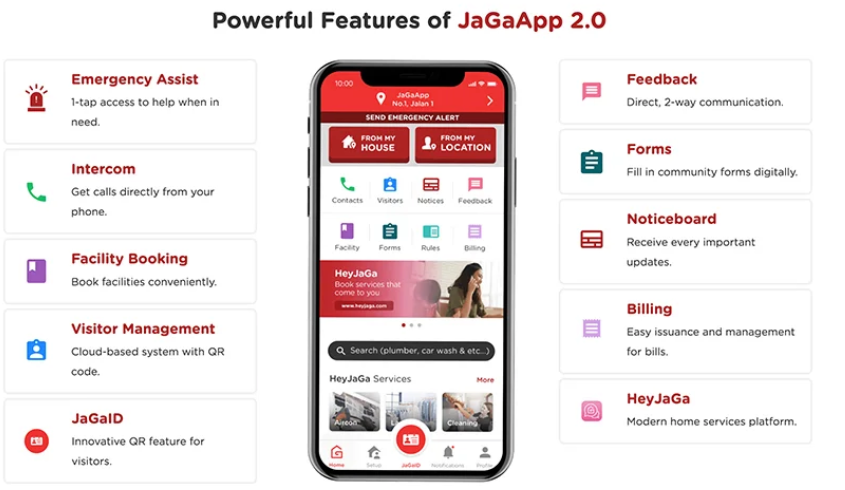 Powerful Features of JaGaApp 2.0
Emergency Assist
1-tap access to help when in
need.
Intercom
Get calls directly from your
phone.
Facility Booking
Book facilities conveniently.
Visitor Management
Cloud-based system with QR
code.
JaGaID
Innovative QR feature for
visitors.
10:00
JaGaApp
No.1, Jalan 1
SEND EMERGENCY ALERT
FROM MY
HOUSE
FROM MY
LOCATION
Contacts Visitors Notices Feedback
Facility Forms Rules Billing
HeyJaGa
Book services that
come to you
www.heyjaga.com
Search (plumber, car wash & etc...)
HeyJaGa Services More
Aircon Cleaning
Home Setup JaGaID Notifications Profile
Feedback
Direct, 2-way communication.
Forms
Fill in community forms digitally.
Noticeboard
Receive every important
updates.
Billing
Easy issuance and management
for bills.
HeyJaGa
Modern home services platform.